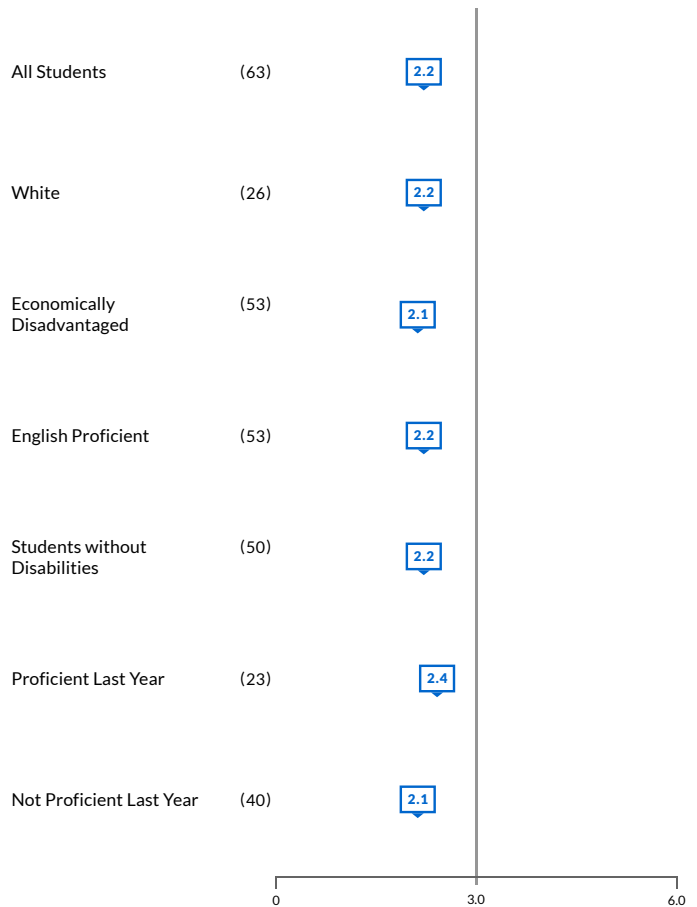 All Students (63) 2.2
White (26) 2.2
Economically (53)
Disadvantaged 2.1
English Proficient (53) 2.2
Students without (50)
Disabilities 2.2
Proficient Last Year (23) 2.4
Not Proficient Last Year (40) 2.1
0 3.0 6.0